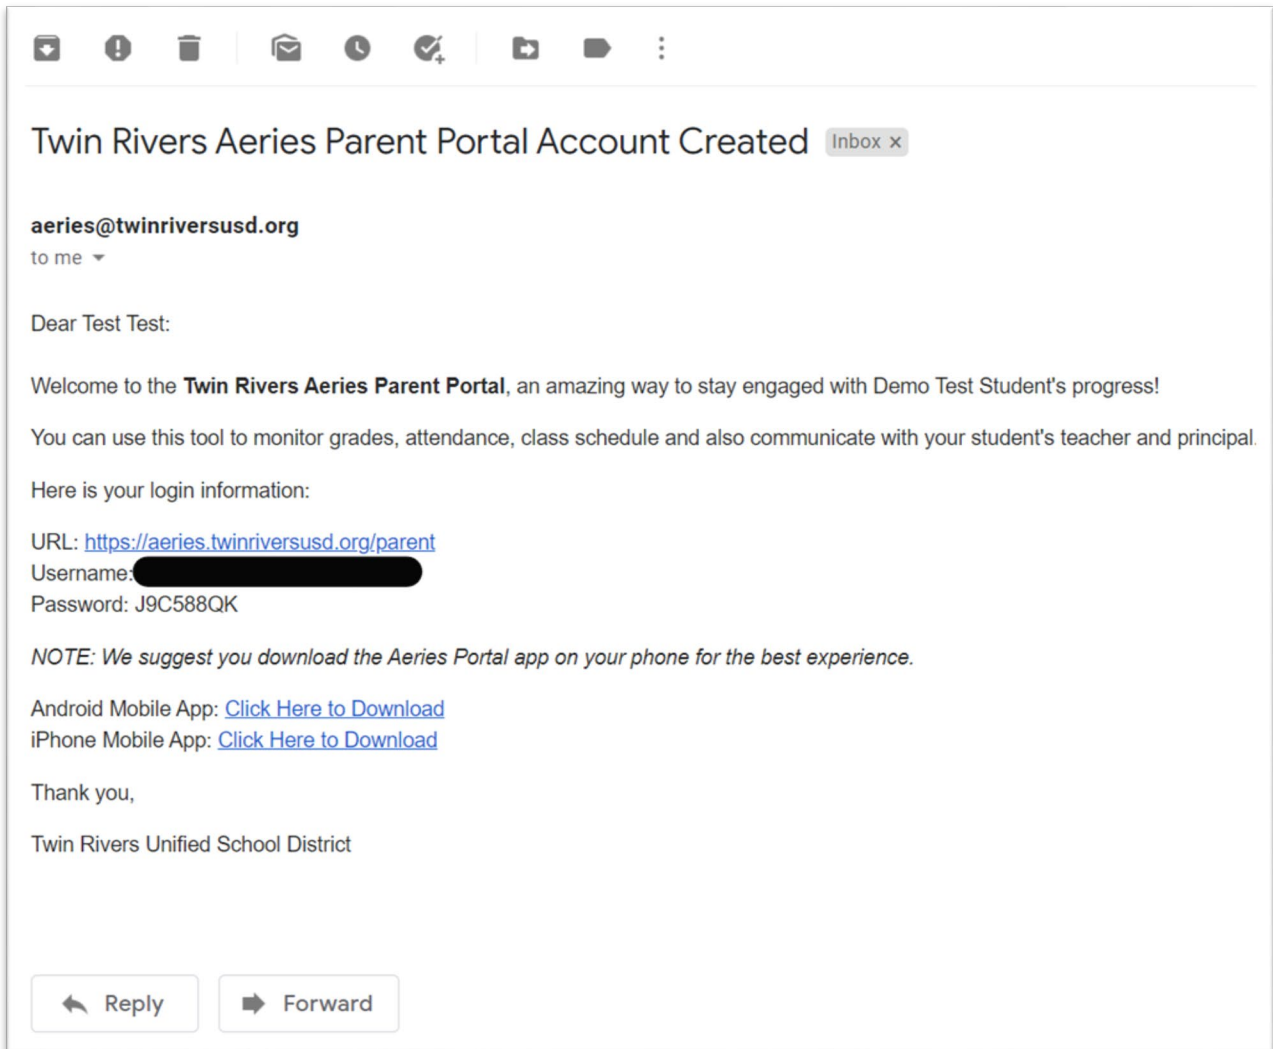 Twin Rivers Aeries Parent Portal Account Created Inbox x
aeries@twinriversusd.org
to me
Dear Test Test:
Welcome to the Twin Rivers Aeries Parent Portal, an amazing way to stay engaged with Demo Test Student's progress!
You can use this tool to monitor grades, attendance, class schedule and also communicate with your student's teacher and principal.
Here is your login information:
URL: https://aeries.twinriversusd.org/parent
Username:
Password: J9C588QK
NOTE: We suggest you download the Aeries Portal app on your phone for the best experience.
Android Mobile App: Click Here to Download
iPhone Mobile App: Click Here to Download
Thank you,
Twin Rivers Unified School District
Reply Forward